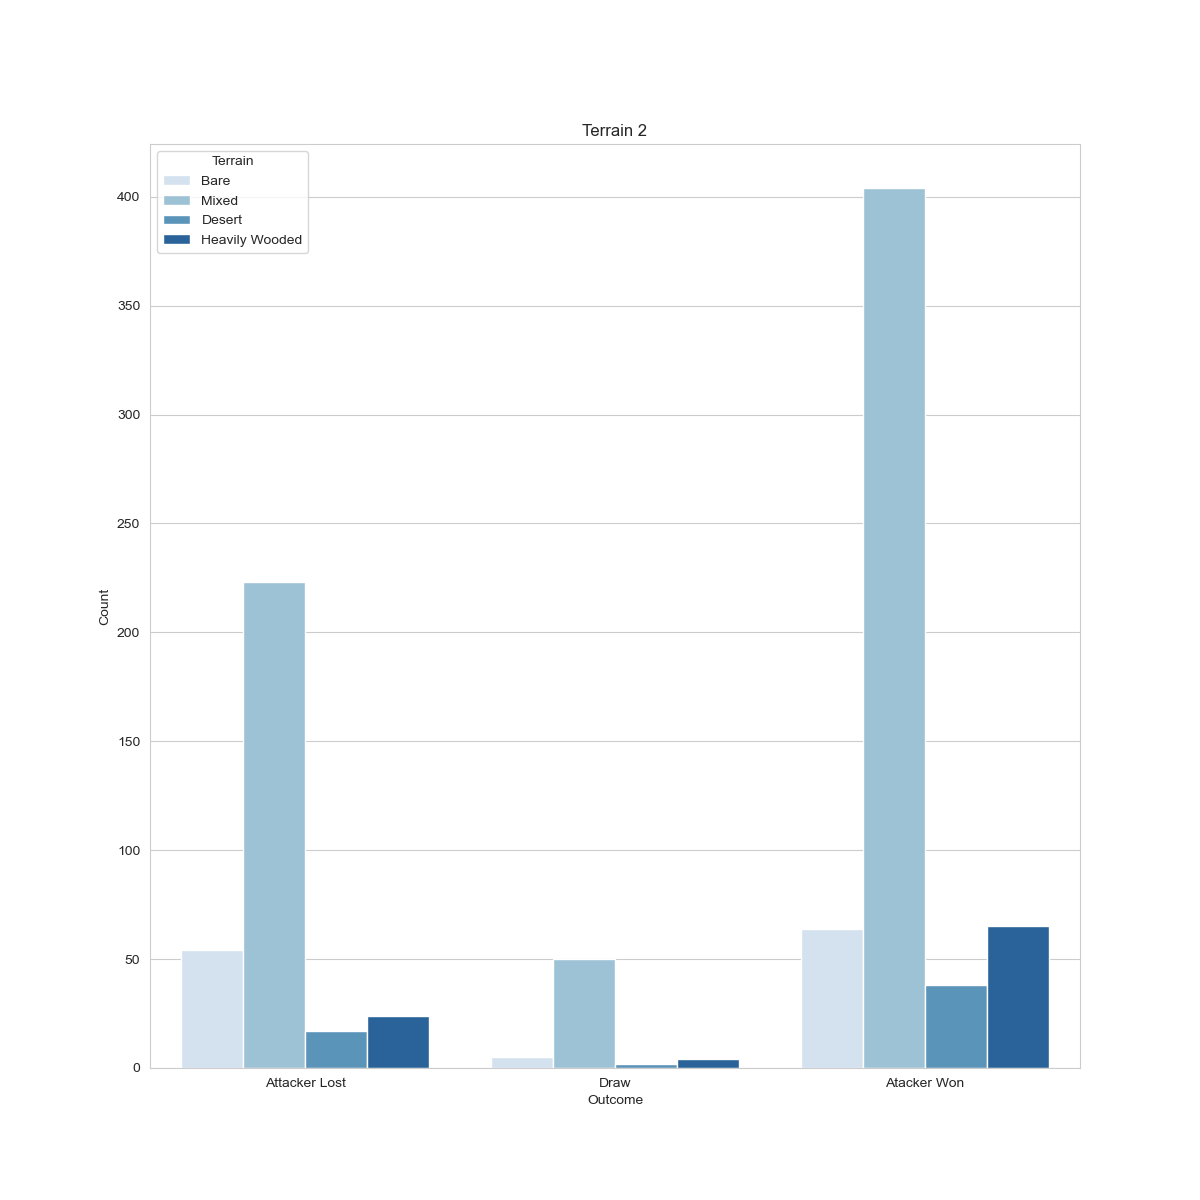 Terrain 2
Terrain
Bare
Mixed
Desert
Heavily Wooded
400
350
300
250
200
150
100
50
0
Count
Attacker Lost
Draw
Atacker Won
Outcome